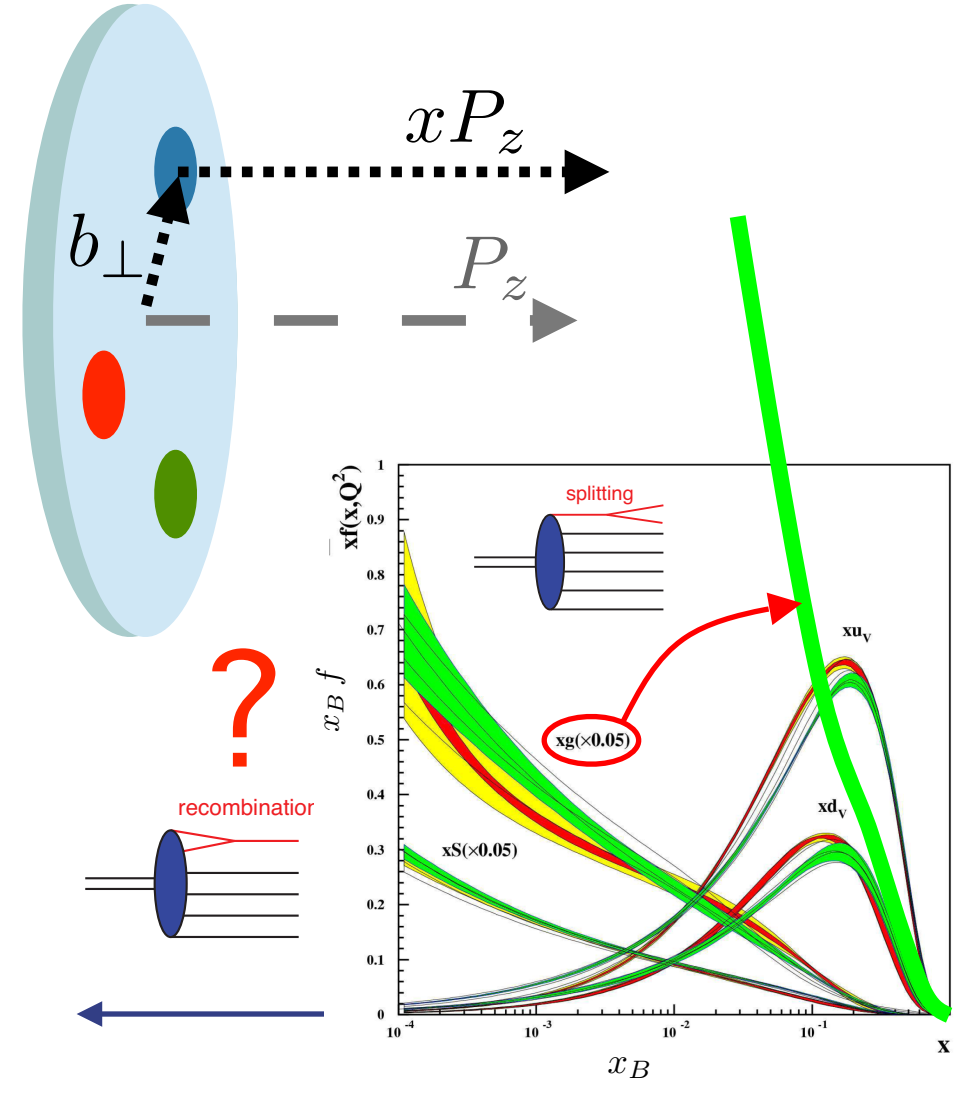 xP_z
b_⊥
P_z
xf(x,Q²)
x_B f
1
0.9
0.8
0.7
0.6
0.5
0.4
0.3
0.2
0.1
0
splitting
xu_V
xg(×0.05)
xd_V
xS(×0.05)
?
recombination
10⁻⁴
10⁻³
10⁻²
10⁻¹
x
x_B